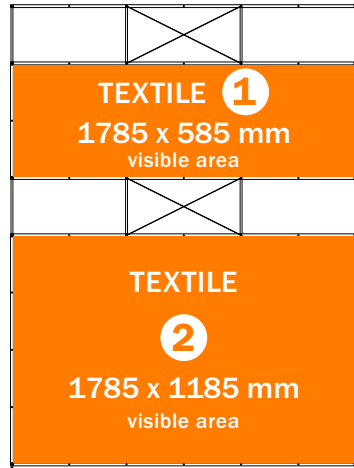 TEXTILE 1
1785 x 585 mm
visible area
TEXTILE
2
1785 x 1185 mm
visible area